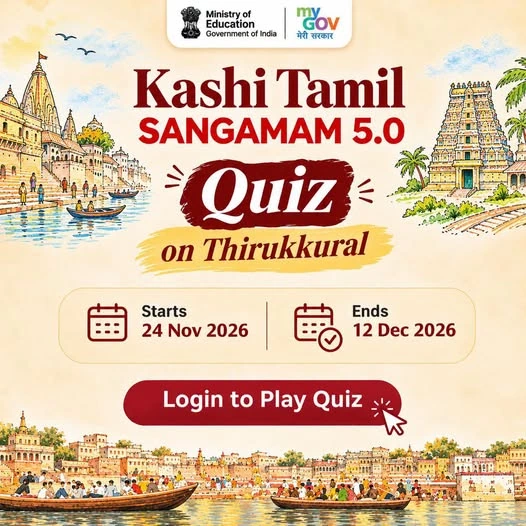 Ministry of
Education
Government of India
my
GOV
मेरी सरकार
Kashi Tamil
SANGAMAM 5.0
Quiz
on Thirukkural
Starts
24 Nov 2026
Ends
12 Dec 2026
Login to Play Quiz